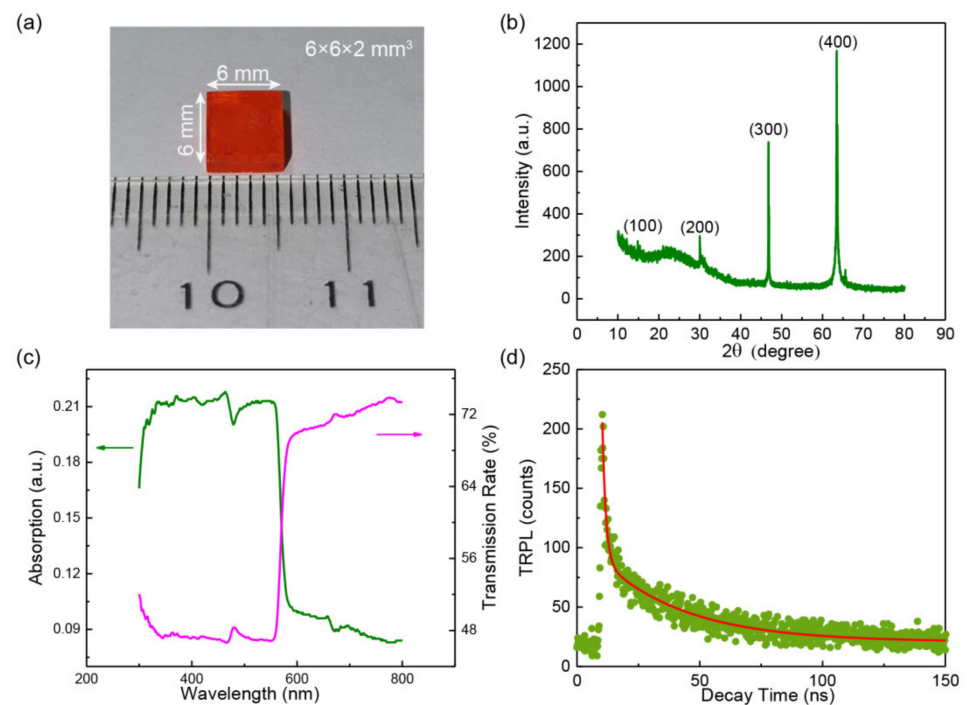 (a)
6×6×2 mm³
6 mm
6 mm
10 11
(b)
Intensity (a.u.)
1200
1000
800
600
400
200
0
(100)
(200)
(300)
(400)
0 10 20 30 40 50 60 70 80 90
2θ (degree)
(c)
Absorption (a.u.)
0.21
0.18
0.15
0.12
0.09
72
64
56
48
Transmission Rate (%)
200 400 600 800
Wavelength (nm)
(d)
TRPL (counts)
250
200
150
100
50
0
0 50 100 150
Decay Time (ns)